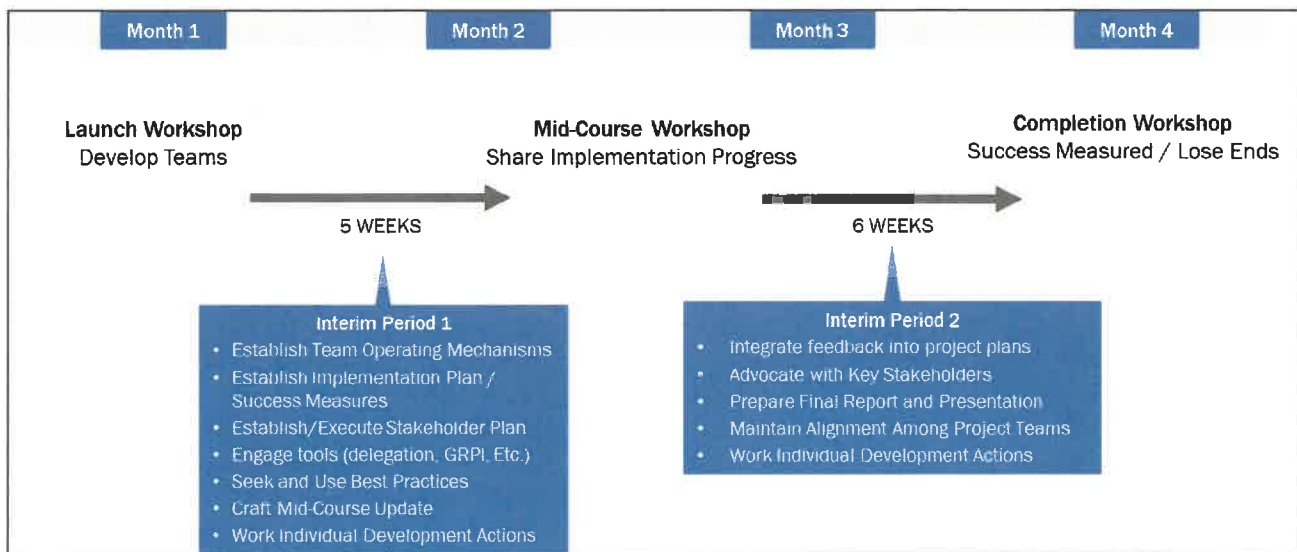 Month 1
Month 2
Month 3
Month 4
Launch Workshop
Develop Teams
Mid-Course Workshop
Share Implementation Progress
Completion Workshop
Success Measured / Lose Ends
5 WEEKS
6 WEEKS
Interim Period 1
• Establish Team Operating Mechanisms
• Establish Implementation Plan /
Success Measures
• Establish/Execute Stakeholder Plan
• Engage tools (delegation, GRPI, Etc.)
• Seek and Use Best Practices
• Craft Mid-Course Update
• Work Individual Development Actions
Interim Period 2
• Integrate feedback into project plans
• Advocate with Key Stakeholders
• Prepare Final Report and Presentation
• Maintain Alignment Among Project Teams
• Work Individual Development Actions